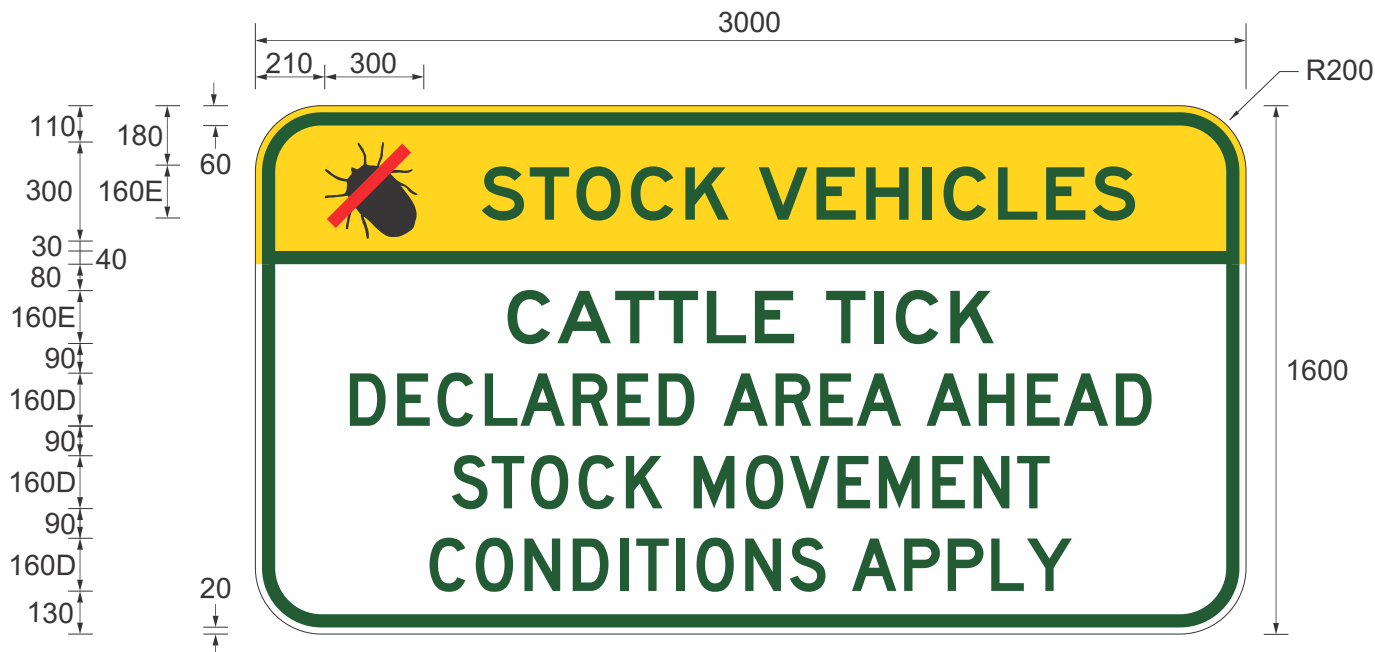 3000
210
300
R200
110
180
60
300
160E
30
40
80
160E
90
160D
90
160D
90
160D
130
20
1600
STOCK VEHICLES
CATTLE TICK
DECLARED AREA AHEAD
STOCK MOVEMENT
CONDITIONS APPLY